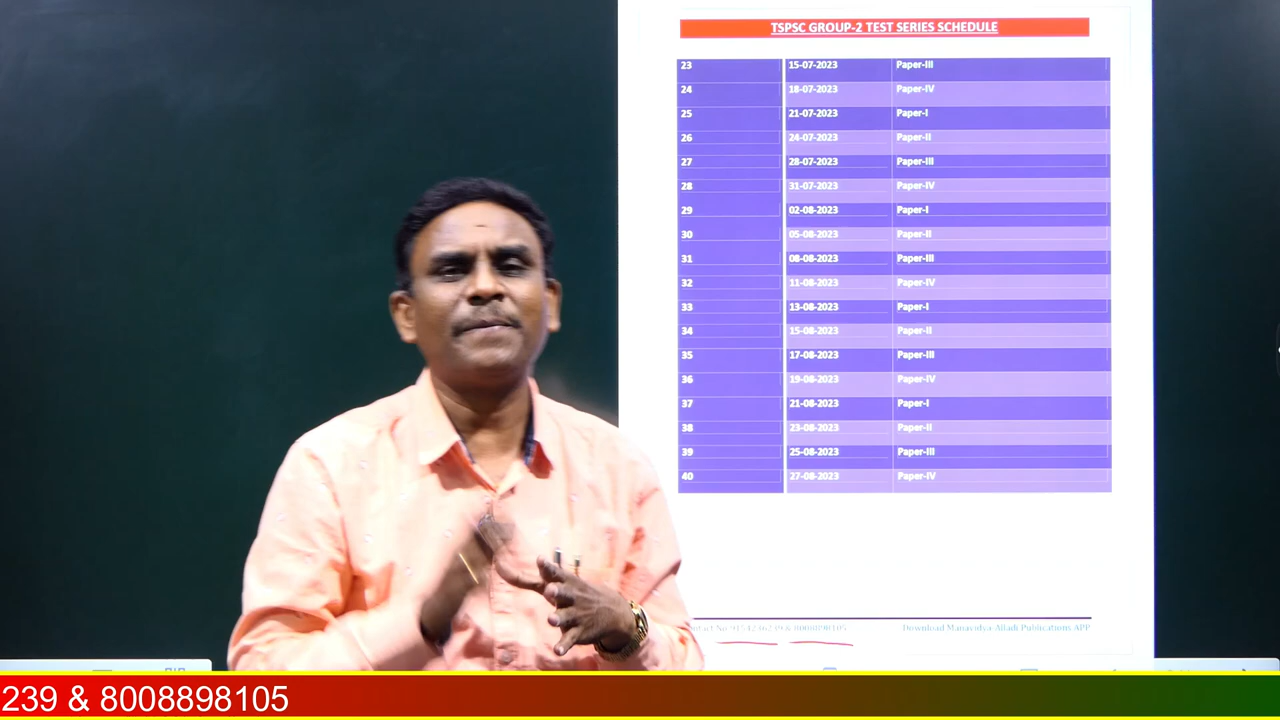 TSPSC GROUP-2 TEST SERIES SCHEDULE
23 15-07-2023 Paper-III
24 18-07-2023 Paper-IV
25 21-07-2023 Paper-I
26 24-07-2023 Paper-II
27 28-07-2023 Paper-III
28 31-07-2023 Paper-IV
29 02-08-2023 Paper-I
30 05-08-2023 Paper-II
31 08-08-2023 Paper-III
32 11-08-2023 Paper-IV
33 13-08-2023 Paper-I
34 15-08-2023 Paper-II
35 17-08-2023 Paper-III
36 19-08-2023 Paper-IV
37 21-08-2023 Paper-I
38 23-08-2023 Paper-II
39 25-08-2023 Paper-III
40 27-08-2023 Paper-IV
& 8008898105 Download Manavidya-Alladi Publications APP
239 & 8008898105